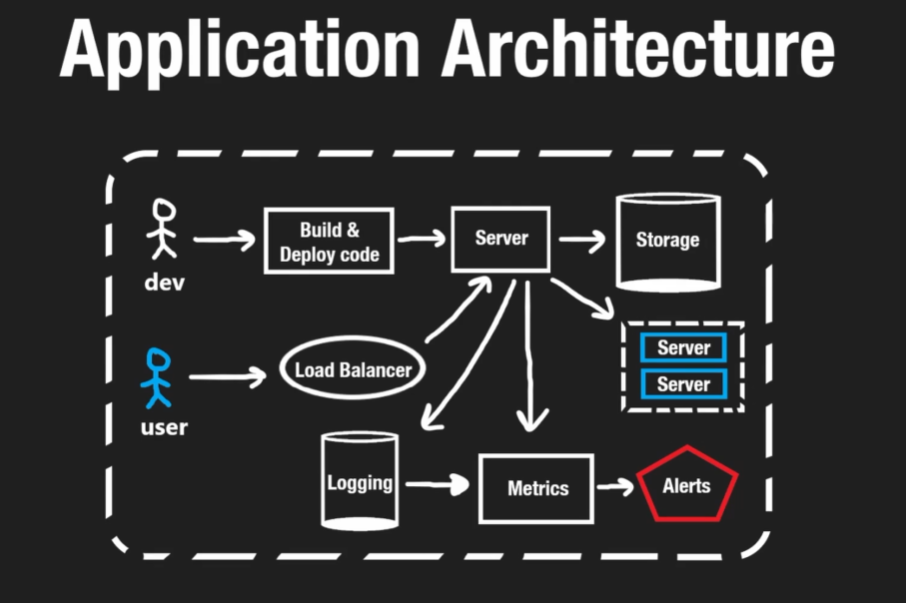 Application Architecture
Build &
Deploy code
Server
Storage
dev
Server
Server
Load Balancer
user
Logging
Metrics
Alerts